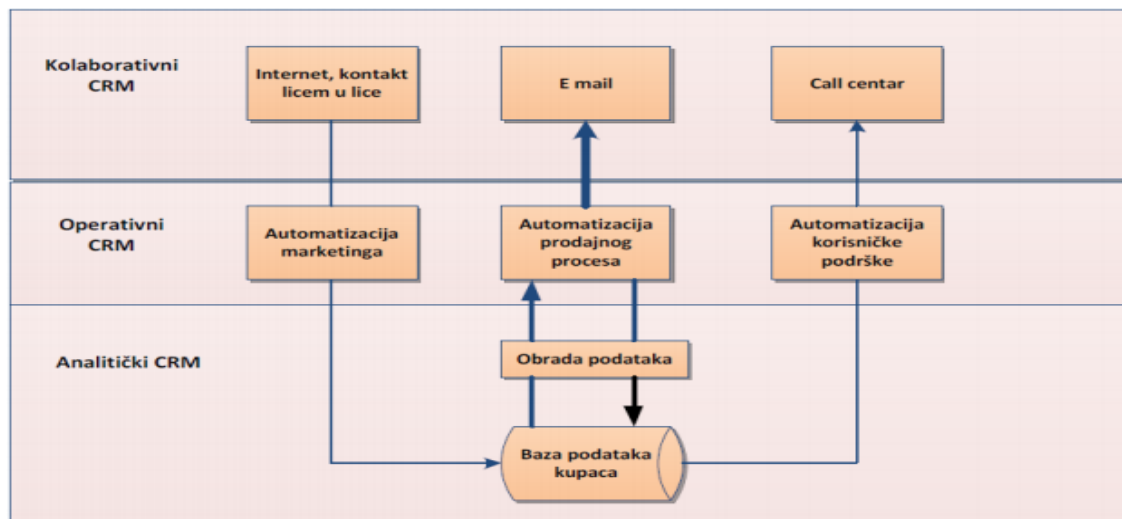 Kolaborativni
CRM
Internet, kontakt
licem u lice
E mail
Call centar
Operativni
CRM
Automatizacija
marketinga
Automatizacija
prodajnog
procesa
Automatizacija
korisničke
podrške
Analitički CRM
Obrada podataka
Baza podataka
kupaca